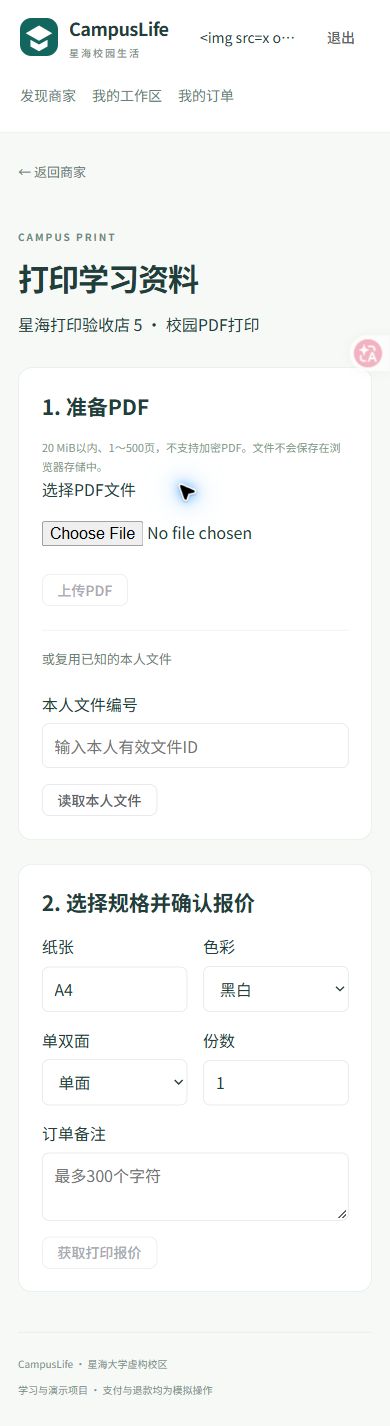 CampusLife
星海校园生活
<img src=x o···
退出
发现商家 我的工作区 我的订单
← 返回商家
CAMPUS PRINT
打印学习资料
星海打印验收店 5 · 校园PDF打印
1. 准备PDF
20 MiB以内、1～500页，不支持加密PDF。文件不会保存在浏
览器存储中。
选择PDF文件
Choose File No file chosen
上传PDF
或复用已知的本人文件
本人文件编号
输入本人有效文件ID
读取本人文件
2. 选择规格并确认报价
纸张 色彩
A4 黑白
单双面 份数
单面 1
订单备注
最多300个字符
获取打印报价
CampusLife · 星海大学虚构校区
学习与演示项目 · 支付与退款均为模拟操作